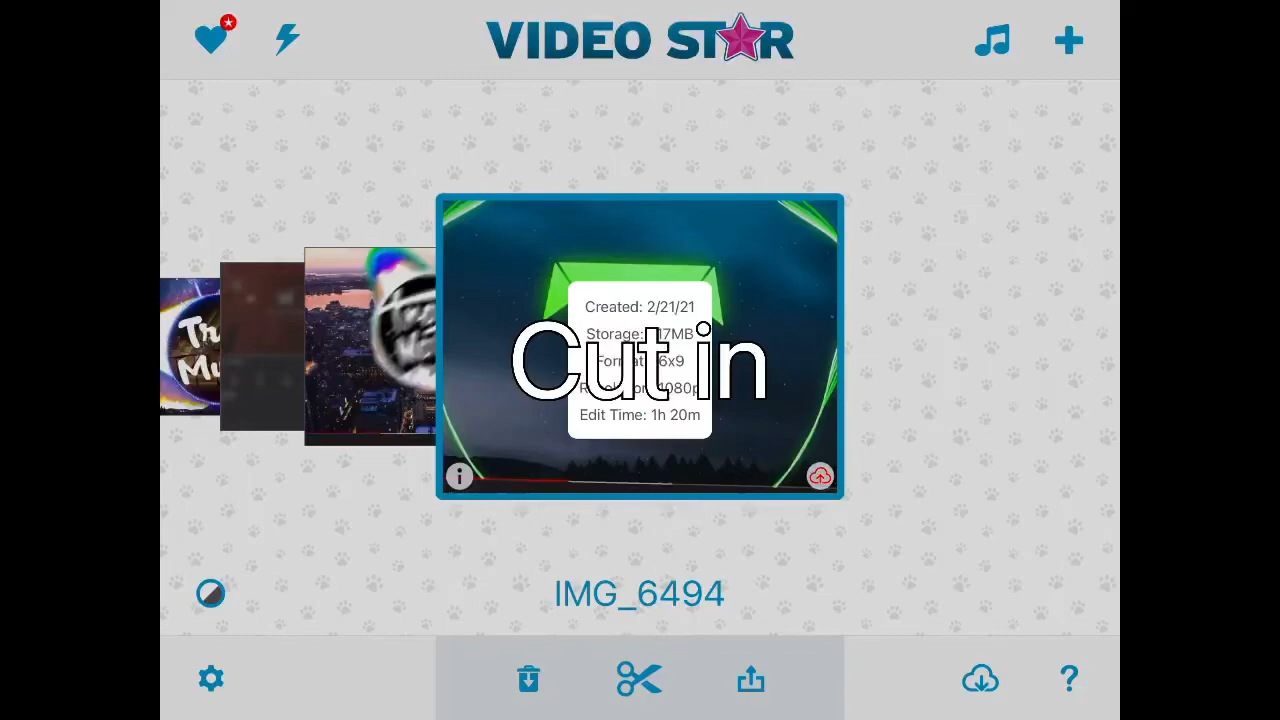 VIDEO STAR
Created: 2/21/21
Cut in
Edit Time: 1h 20m
IMG_6494
?